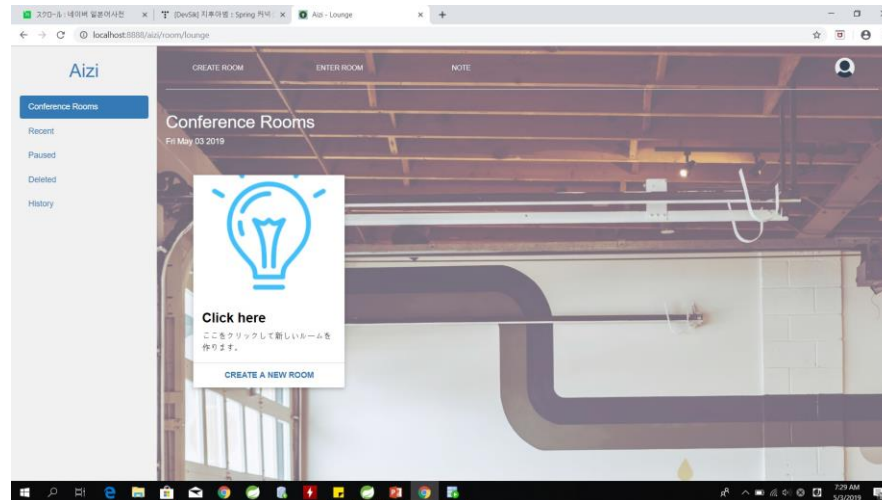 スクロール : 네이버 일본어사전
[DevSik] 지후아빠 : Spring 커넥
Aizi - Lounge
localhost:8888/aizi/room/lounge
Aizi
CREATE ROOM
ENTER ROOM
NOTE
Conference Rooms
Recent
Paused
Deleted
History
Conference Rooms
Fri May 03 2019
Click here
ここをクリックして新しいルームを
作ります。
CREATE A NEW ROOM
7:29 AM
5/3/2019